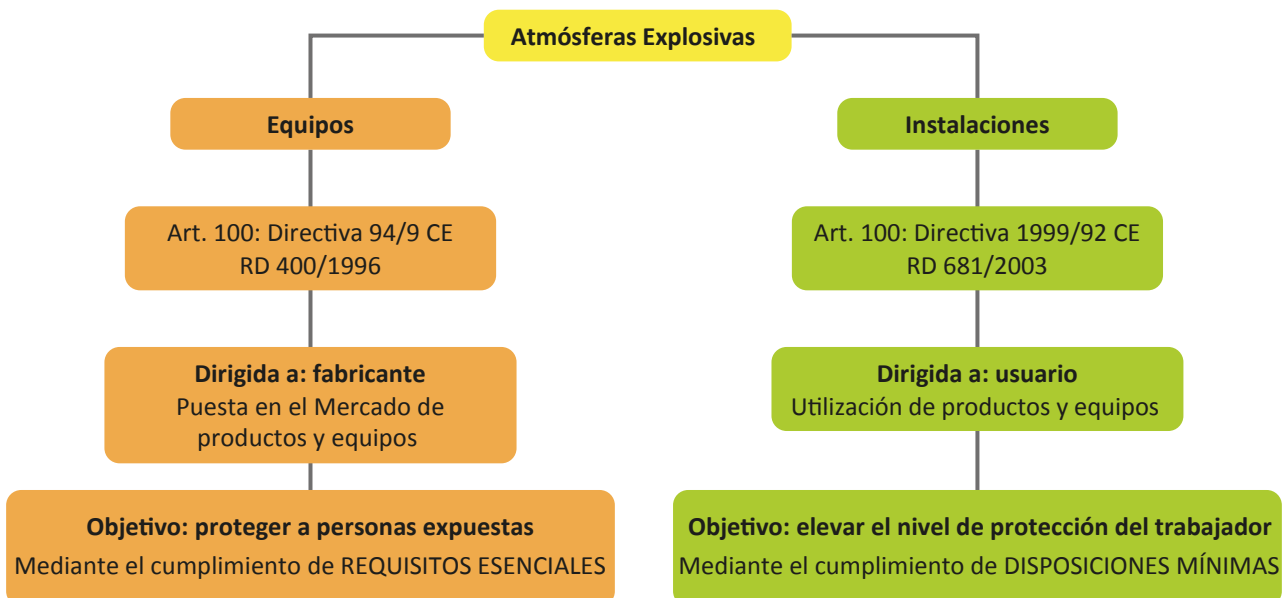 Atmósferas Explosivas
Equipos
Art. 100: Directiva 94/9 CE
RD 400/1996
Dirigida a: fabricante
Puesta en el Mercado de
productos y equipos
Objetivo: proteger a personas expuestas
Mediante el cumplimiento de REQUISITOS ESENCIALES
Instalaciones
Art. 100: Directiva 1999/92 CE
RD 681/2003
Dirigida a: usuario
Utilización de productos y equipos
Objetivo: elevar el nivel de protección del trabajador
Mediante el cumplimiento de DISPOSICIONES MÍNIMAS